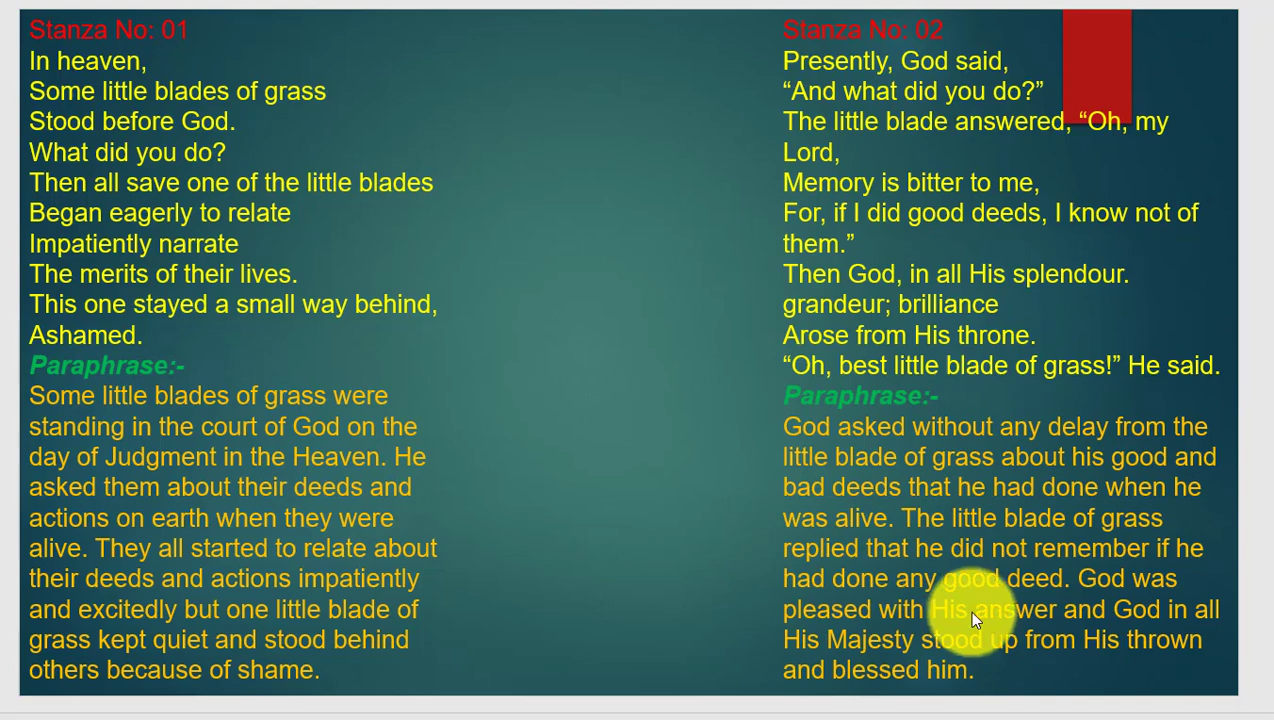 Stanza No: 01
In heaven,
Some little blades of grass
Stood before God.
What did you do?
Then all save one of the little blades
Began eagerly to relate
Impatiently narrate
The merits of their lives.
This one stayed a small way behind,
Ashamed.
Paraphrase:-
Some little blades of grass were
standing in the court of God on the
day of Judgment in the Heaven. He
asked them about their deeds and
actions on earth when they were
alive. They all started to relate about
their deeds and actions impatiently
and excitedly but one little blade of
grass kept quiet and stood behind
others because of shame.
Stanza No: 02
Presently, God said,
“And what did you do?”
The little blade answered, “Oh, my
Lord,
Memory is bitter to me,
For, if I did good deeds, I know not of
them.”
Then God, in all His splendour.
grandeur; brilliance
Arose from His throne.
“Oh, best little blade of grass!” He said.
Paraphrase:-
God asked without any delay from the
little blade of grass about his good and
bad deeds that he had done when he
was alive. The little blade of grass
replied that he did not remember if he
had done any good deed. God was
pleased with His answer and God in all
His Majesty stood up from His thrown
and blessed him.